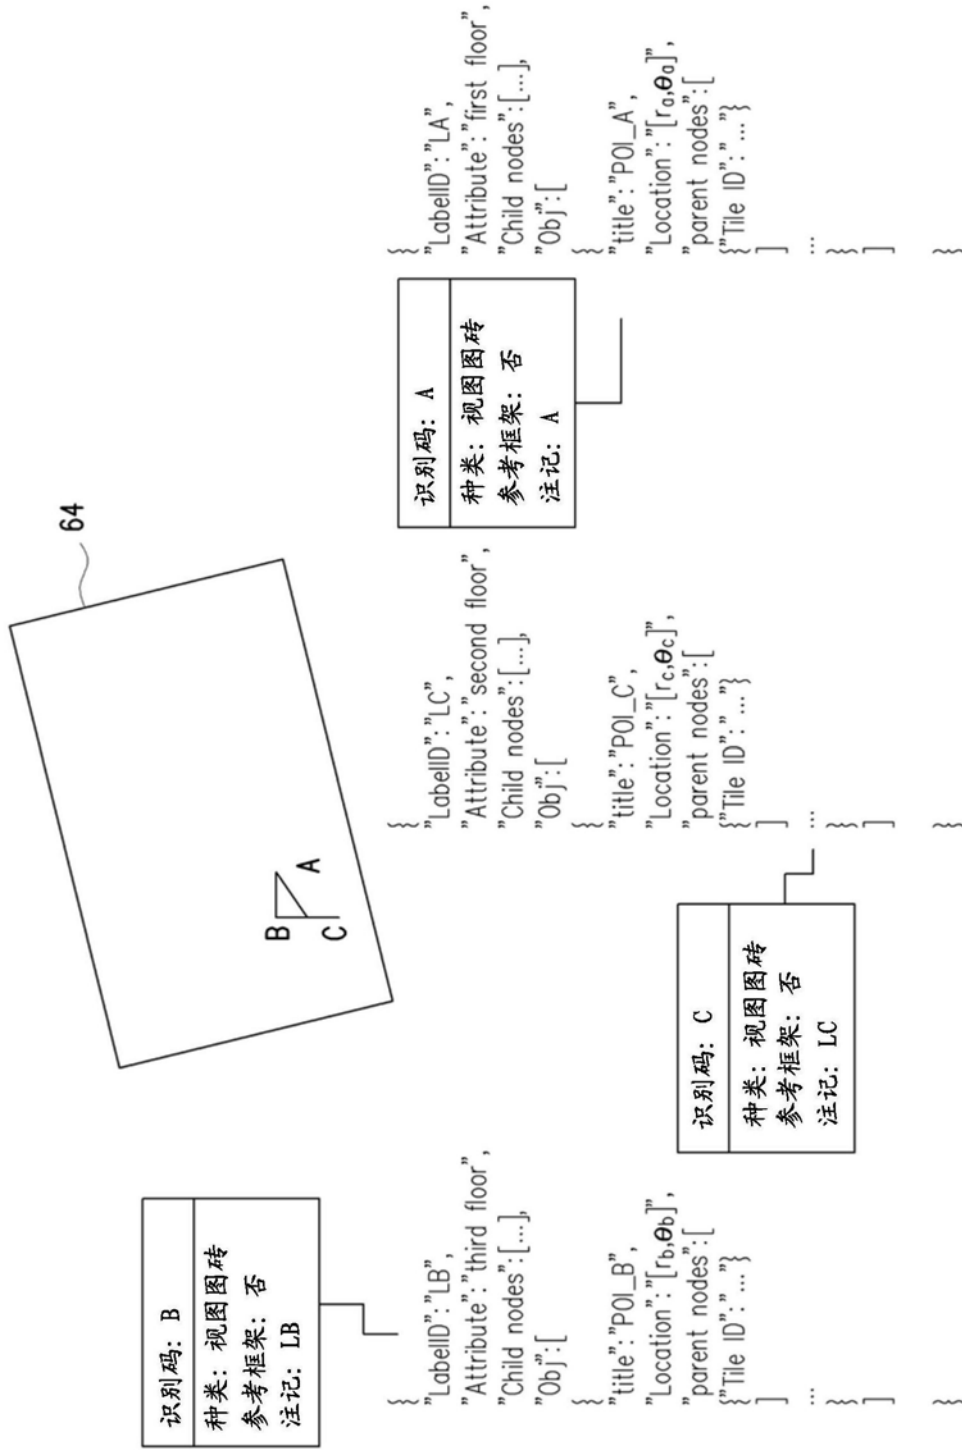 识别码: B
种类: 视图图砖
参考框架: 否
注记: LB
{
”LabelID”:”LB”,
”Attribute”:”third floor”,
”Child nodes”:[...],
”Obj”:[
{
”title”:”POI_B”,
”Location”:”[rb,θb]”,
”parent nodes”:[
{”Tile ID”:” ... ”}
]
...
}
]
}
64
B
A
C
{
”LabelID”:”LC”,
”Attribute”:”second floor”,
”Child nodes”:[...],
”Obj”:[
{
”title”:”POI_C”,
”Location”:”[rc,θc]”,
”parent nodes”:[
{”Tile ID”:” ... ”}
]
...
}
]
}
识别码: C
种类: 视图图砖
参考框架: 否
注记: LC
识别码: A
种类: 视图图砖
参考框架: 否
注记: A
{
”LabelID”:”LA”,
”Attribute”:”first floor”,
”Child nodes”:[...],
”Obj”:[
{
”title”:”POI_A”,
”Location”:”[ra,θa]”,
”parent nodes”:[
{”Tile ID”:” ... ”}
]
...
}
]
}